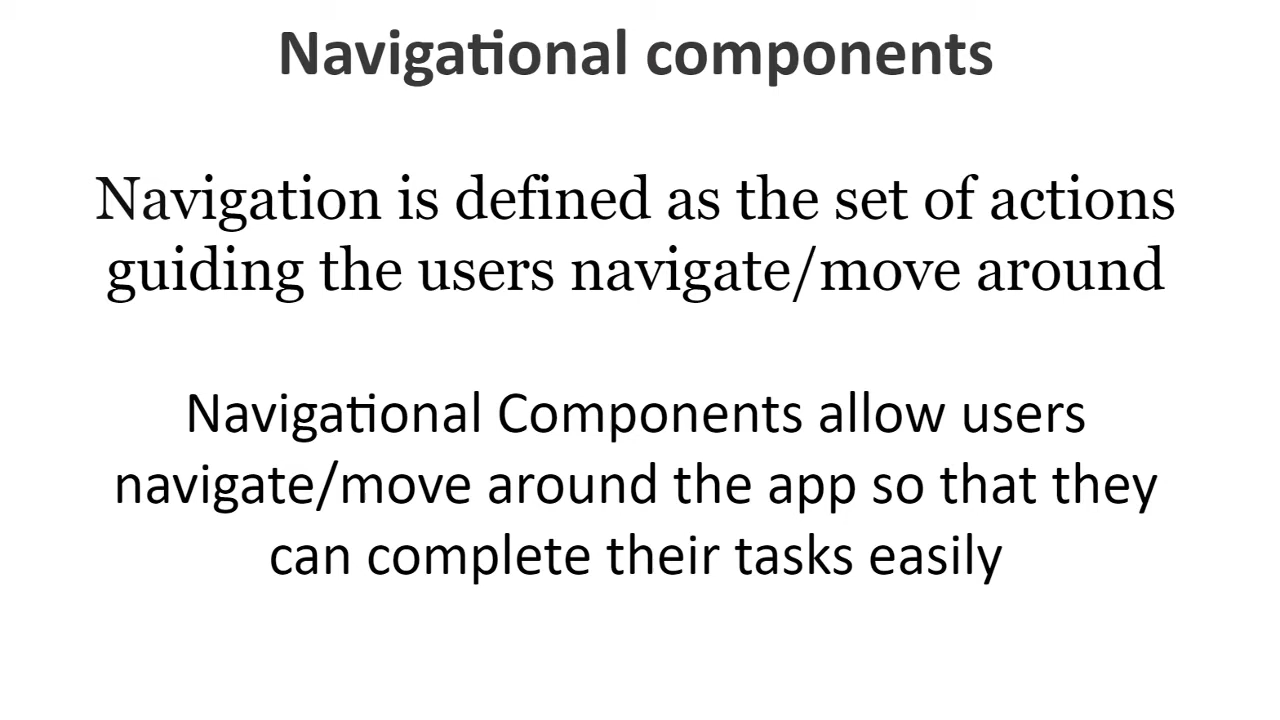 Navigational components
Navigation is defined as the set of actions
guiding the users navigate/move around
Navigational Components allow users
navigate/move around the app so that they
can complete their tasks easily